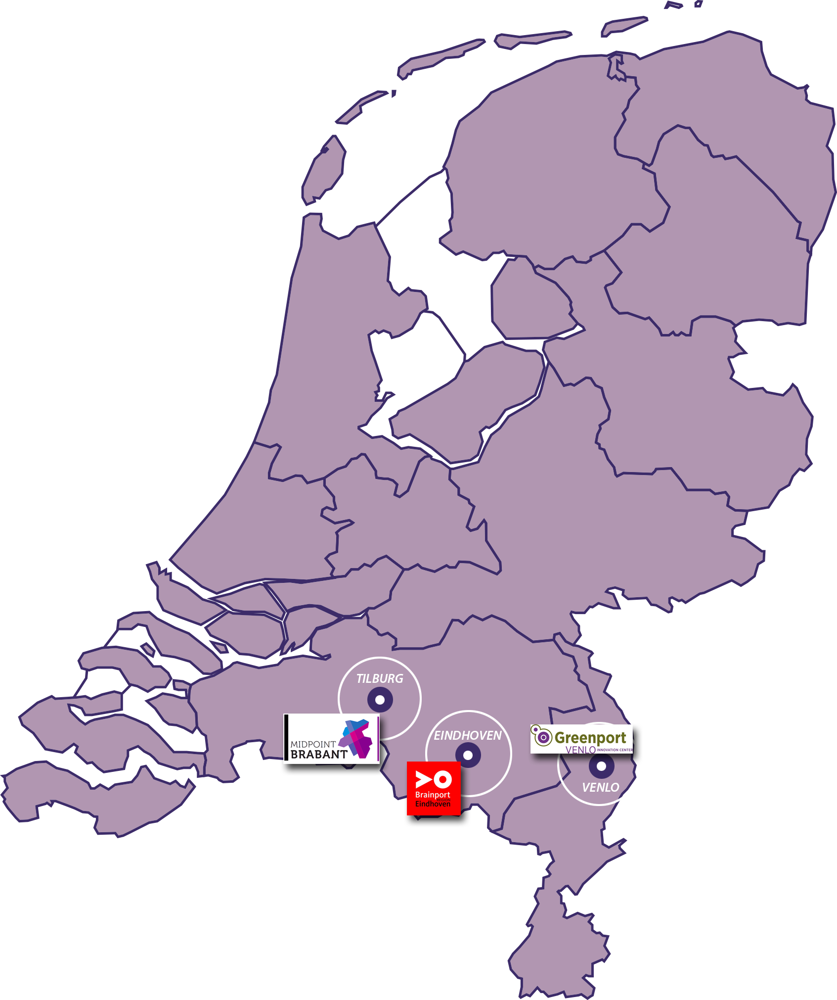 TILBURG
MIDPOINT
BRABANT
EINDHOVEN
Brainport
REGION
Eindhoven
Greenport
VENLO INNOVATION CENTER
VENLO